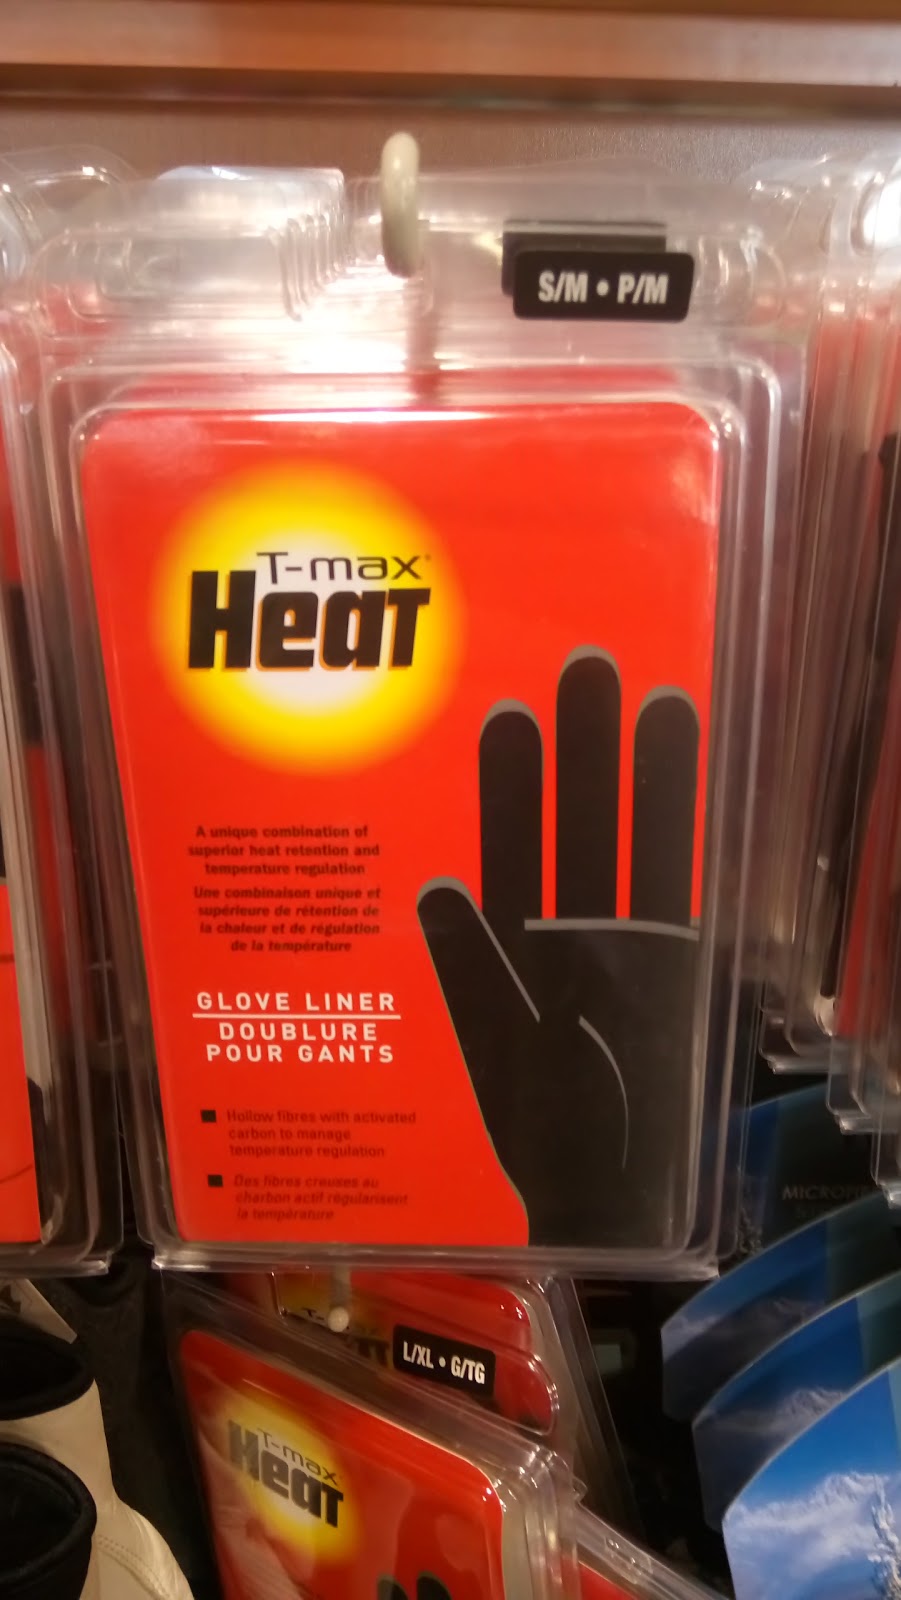 S/M • P/M
T-max®
Heat
A unique combination of
superior heat retention and
temperature regulation
Une combinaison unique et
supérieure de rétention de
la chaleur et de régulation
de la température
GLOVE LINER
DOUBLURE
POUR GANTS
Hollow fibres with activated
carbon to manage
temperature regulation
Des fibres creuses au
charbon actif régularisent
la température
L/XL • G/TG
T-max
Heat